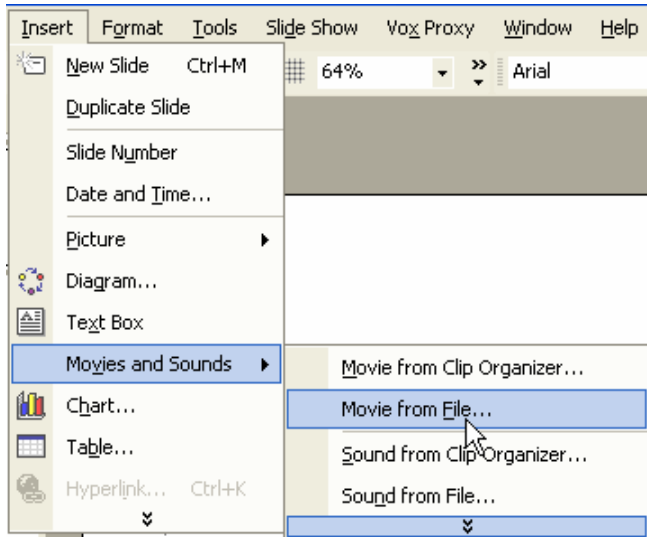 Insert Format Tools Slide Show Vox Proxy Window Help
New Slide Ctrl+M
64% Arial
Duplicate Slide
Slide Number
Date and Time...
Picture
Diagram...
Text Box
Movies and Sounds
Movie from Clip Organizer...
Chart...
Movie from File...
Table...
Sound from Clip Organizer...
Hyperlink... Ctrl+K
Sound from File...